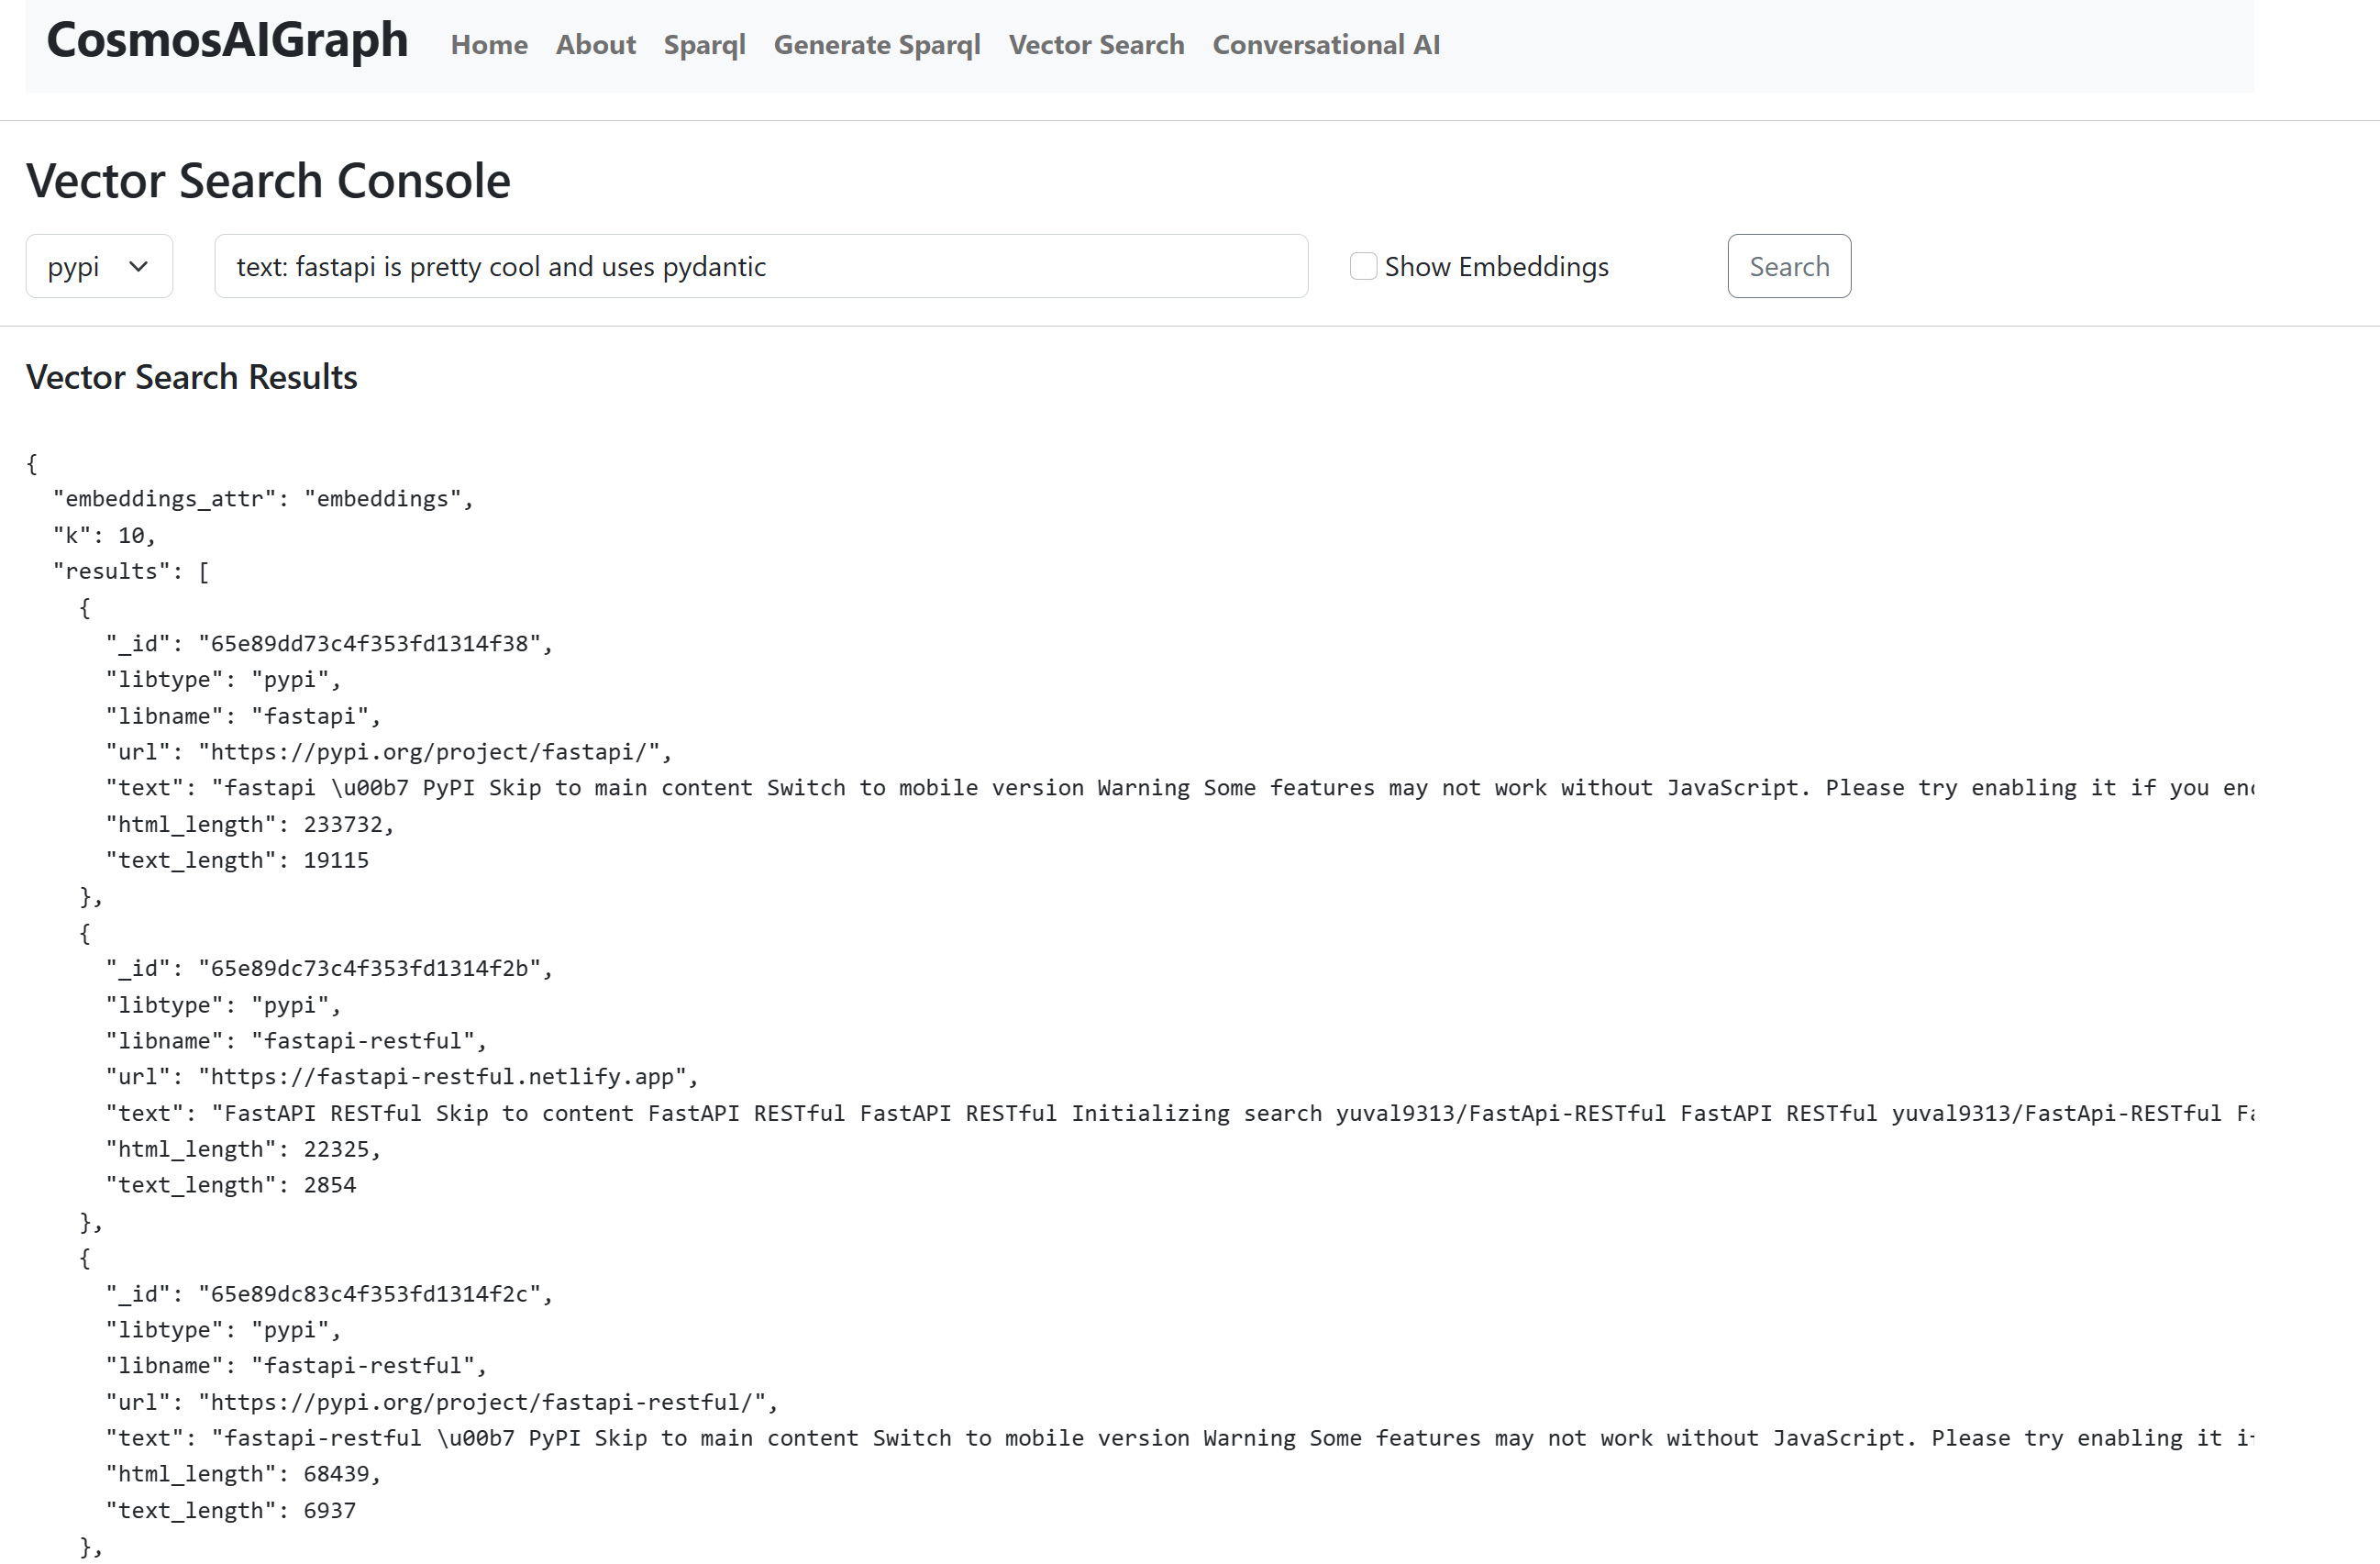 CosmosAIGraph Home About Sparql Generate Sparql Vector Search Conversational AI
Vector Search Console
pypi text: fastapi is pretty cool and uses pydantic Show Embeddings Search
Vector Search Results
{
  "embeddings_attr": "embeddings",
  "k": 10,
  "results": [
    {
      "_id": "65e89dd73c4f353fd1314f38",
      "libtype": "pypi",
      "libname": "fastapi",
      "url": "https://pypi.org/project/fastapi/",
      "text": "fastapi \u00b7 PyPI Skip to main content Switch to mobile version Warning Some features may not work without JavaScript. Please try enabling it if you
      "html_length": 233732,
      "text_length": 19115
    },
    {
      "_id": "65e89dc73c4f353fd1314f2b",
      "libtype": "pypi",
      "libname": "fastapi-restful",
      "url": "https://fastapi-restful.netlify.app",
      "text": "FastAPI RESTful Skip to content FastAPI RESTful FastAPI RESTful Initializing search yuval9313/FastApi-RESTful FastAPI RESTful yuval9313/FastApi-RESTful
      "html_length": 22325,
      "text_length": 2854
    },
    {
      "_id": "65e89dc83c4f353fd1314f2c",
      "libtype": "pypi",
      "libname": "fastapi-restful",
      "url": "https://pypi.org/project/fastapi-restful/",
      "text": "fastapi-restful \u00b7 PyPI Skip to main content Switch to mobile version Warning Some features may not work without JavaScript. Please try enabling it
      "html_length": 68439,
      "text_length": 6937
    },